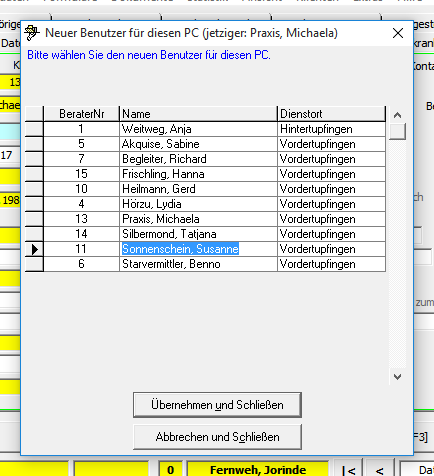 Neuer Benutzer für diesen PC (jetziger: Praxis, Michaela)
Bitte wählen Sie den neuen Benutzer für diesen PC.
BeraterNr Name Dienstort
1 Weitweg, Anja Hintertupfingen
5 Akquise, Sabine Vordertupfingen
7 Begleiter, Richard Vordertupfingen
15 Frischling, Hanna Vordertupfingen
10 Heilmann, Gerd Vordertupfingen
4 Hörzu, Lydia Vordertupfingen
13 Praxis, Michaela Vordertupfingen
14 Silbermond, Tatjana Vordertupfingen
11 Sonnenschein, Susanne Vordertupfingen
6 Starvermittler, Benno Vordertupfingen
Übernehmen und Schließen
Abbrechen und Schließen
0 Fernweh, Jorinde |< <